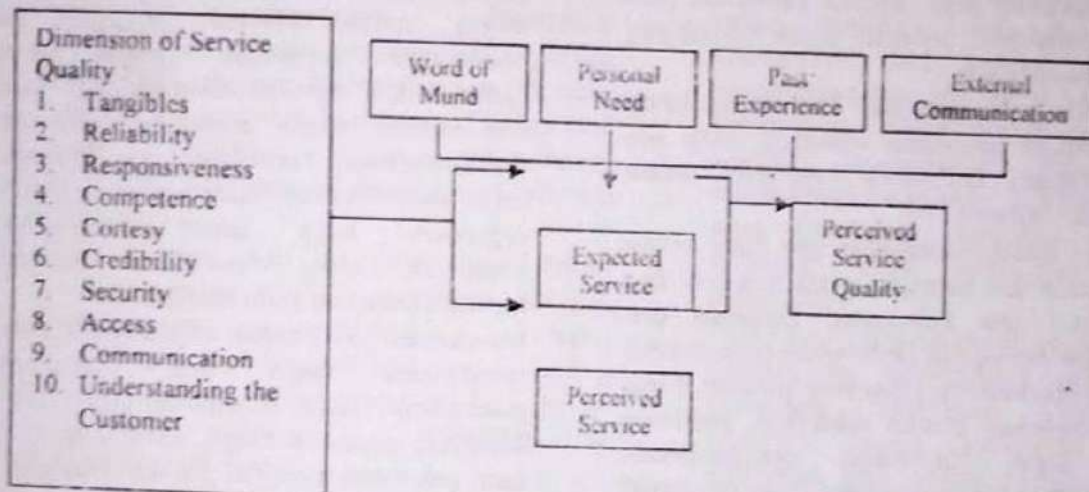 Dimension of Service
Quality
1. Tangibles
2. Reliability
3. Responsiveness
4. Competence
5. Cortesy
6. Credibility
7. Security
8. Access
9. Communication
10. Understanding the
Customer
Word of
Mund
Personal
Need
Past
Experience
External
Communication
Expected
Service
Perceived
Service
Quality
Perceived
Service